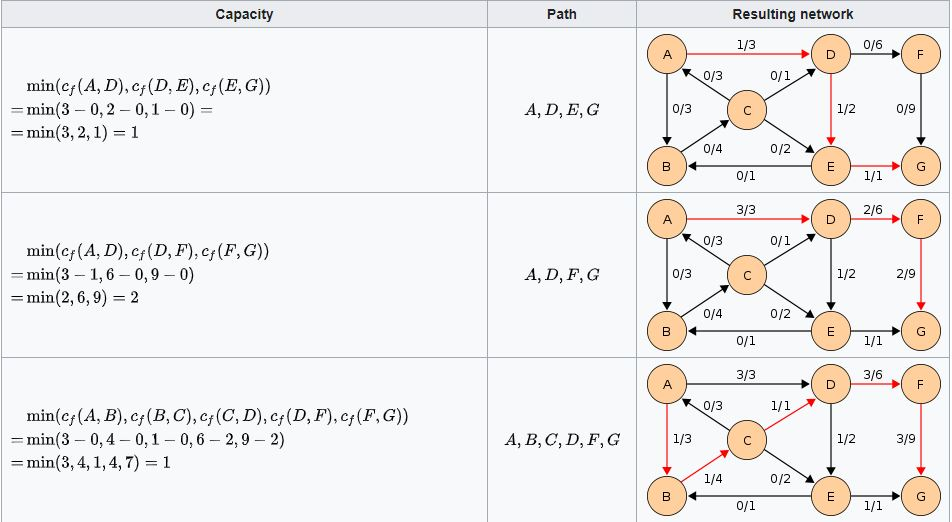 Capacity Path Resulting network
min(c_f(A, D), c_f(D, E), c_f(E, G))
= min(3 − 0, 2 − 0, 1 − 0) =
= min(3, 2, 1) = 1
A, D, E, G
A 1/3 D 0/6 F
0/3 0/1
0/3 C 1/2 0/9
0/4 0/2
B 0/1 E 1/1 G
min(c_f(A, D), c_f(D, F), c_f(F, G))
= min(3 − 1, 6 − 0, 9 − 0)
= min(2, 6, 9) = 2
A, D, F, G
A 3/3 D 2/6 F
0/3 0/1
0/3 C 1/2 2/9
0/4 0/2
B 0/1 E 1/1 G
min(c_f(A, B), c_f(B, C), c_f(C, D), c_f(D, F), c_f(F, G))
= min(3 − 0, 4 − 0, 1 − 0, 6 − 2, 9 − 2)
= min(3, 4, 1, 4, 7) = 1
A, B, C, D, F, G
A 3/3 D 3/6 F
0/3 1/1
1/3 C 1/2 3/9
1/4 0/2
B 0/1 E 1/1 G